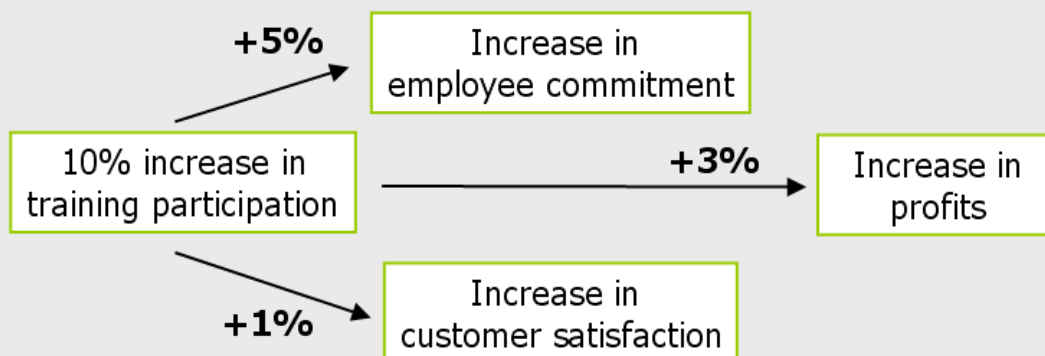 +5%
Increase in
employee commitment
10% increase in
training participation
+3%
Increase in
profits
+1%
Increase in
customer satisfaction